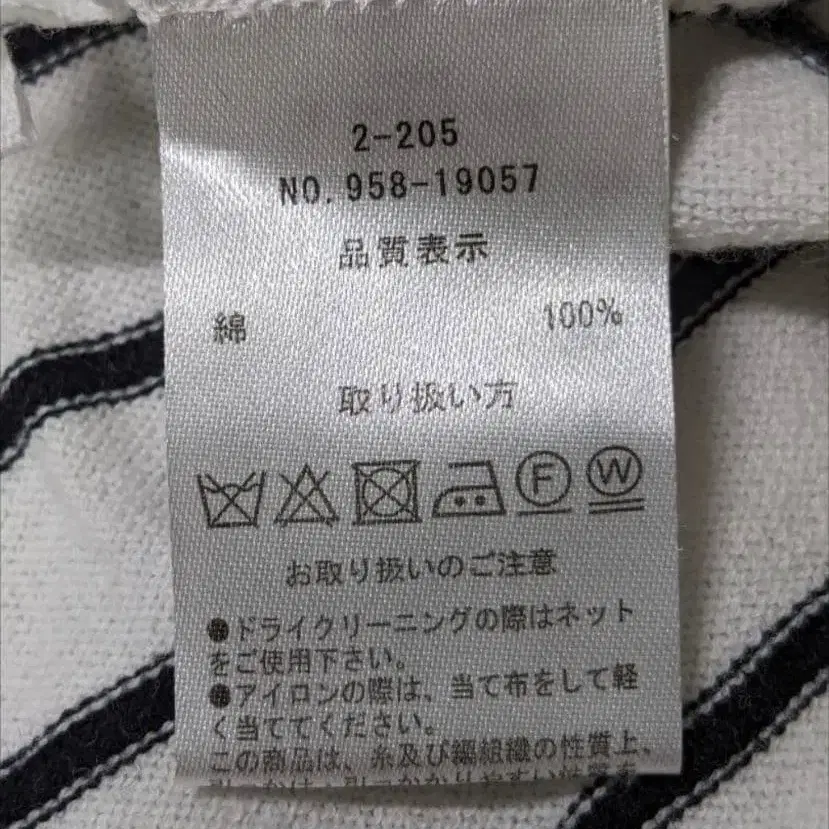 2-205
NO.958-19057
品質表示
綿 100%
取り扱い方
F W
お取り扱いのご注意
●ドライクリーニングの際はネット
をご使用下さい。
●アイロンの際は、当て布をして軽
く当ててください。
この商品は、糸及び編組織の性質上、